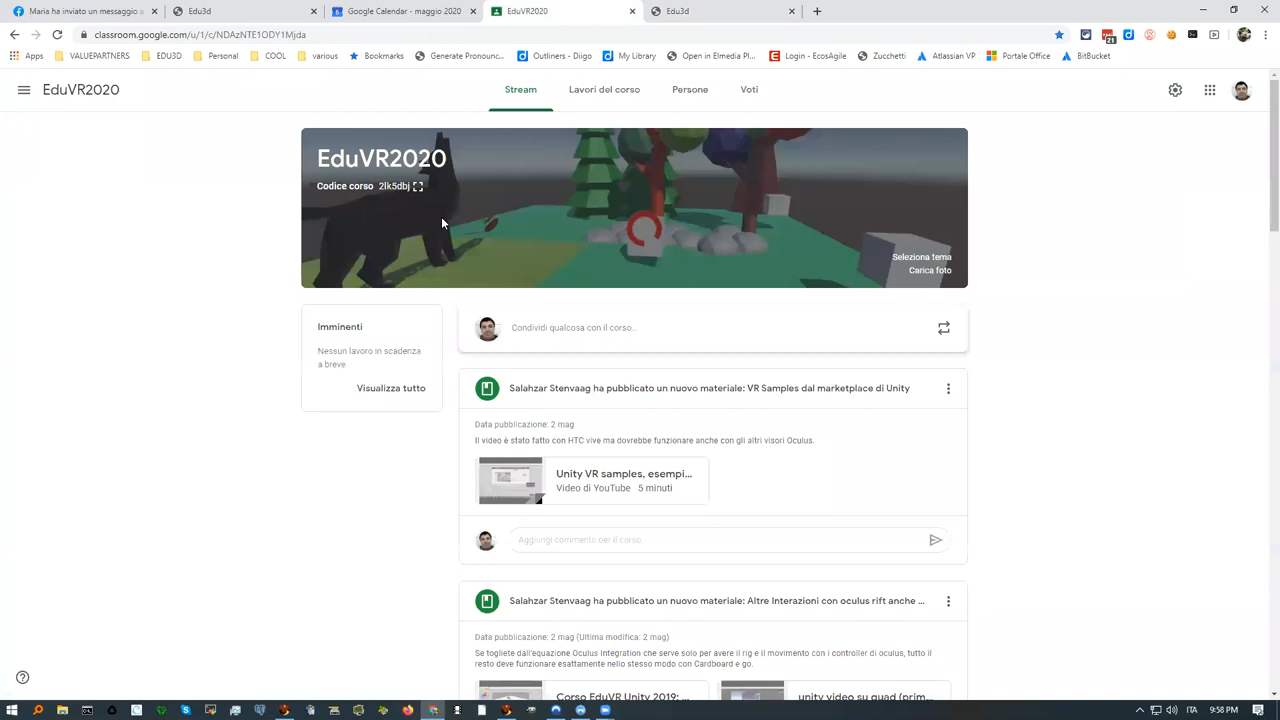 Maria ha inviato un messaggio a
Edu3d
Google Calendar - maggio 2020
EduVR2020
Edu3d
classroom.google.com/u/1/c/NDAzNTE1ODY1Mjda
Apps
VALUEPARTNERS
EDU3D
Personal
COOL
various
Bookmarks
Generate Pronounc...
Outliners - Diigo
My Library
Open in Elmedia Pl...
Login - EcosAgile
Zucchetti
Atlassian VP
Portale Office
BitBucket
EduVR2020
Stream
Lavori del corso
Persone
Voti
EduVR2020
Codice corso 2lk5dbj
Seleziona tema
Carica foto
Imminenti
Nessun lavoro in scadenza
a breve
Visualizza tutto
Condividi qualcosa con il corso...
Salahzar Stenvaag ha pubblicato un nuovo materiale: VR Samples dal marketplace di Unity
Data pubblicazione: 2 mag
Il video è stato fatto con HTC vive ma dovrebbe funzionare anche con gli altri visori Oculus.
Unity VR samples, esempi...
Video di YouTube 5 minuti
Aggiungi commento per il corso...
Salahzar Stenvaag ha pubblicato un nuovo materiale: Altre Interazioni con oculus rift anche ...
Data pubblicazione: 2 mag (Ultima modifica: 2 mag)
Se togliete dall'equazione Oculus Integration che serve solo per avere il rig e il movimento con i controller di oculus, tutto il
resto deve funzionare esattamente nello stesso modo con Cardboard e go.
Corso EduVR Unity 2019: ...
unity video su quad (prim...
9:58 PM